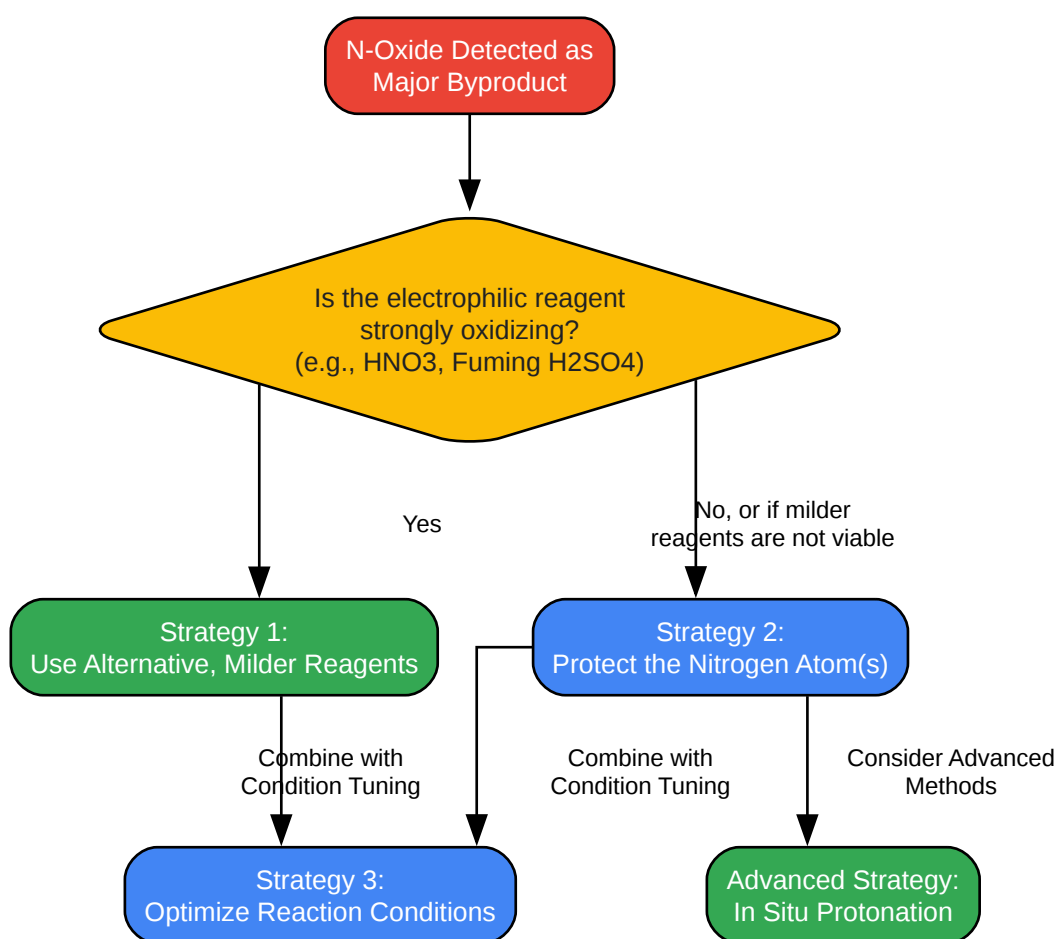 N-Oxide Detected as
Major Byproduct
Is the electrophilic reagent
strongly oxidizing?
(e.g., HNO3, Fuming H2SO4)
Yes
No, or if milder
reagents are not viable
Strategy 1:
Use Alternative, Milder Reagents
Strategy 2:
Protect the Nitrogen Atom(s)
Combine with
Condition Tuning
Combine with
Condition Tuning
Consider Advanced
Methods
Strategy 3:
Optimize Reaction Conditions
Advanced Strategy:
In Situ Protonation